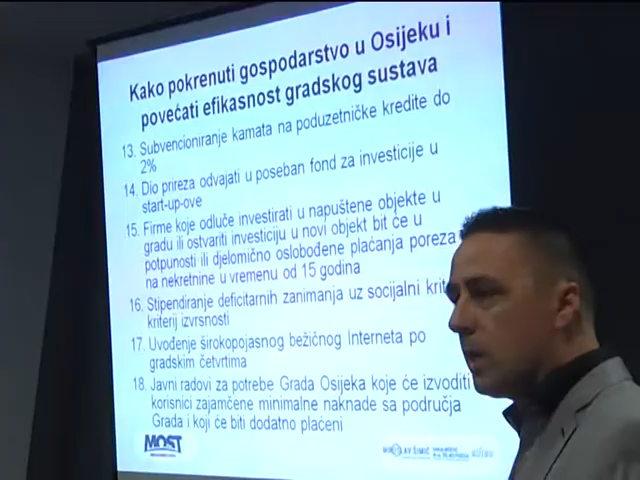 Kako pokrenuti gospodarstvo u Osijeku i
povećati efikasnost gradskog sustava
13. Subvencioniranje kamata na poduzetničke kredite do
2%
14. Dio prireza odvajati u poseban fond za investicije u
start-up-ove
15. Firme koje odluče investirati u napuštene objekte u
gradu ili ostvariti investiciju u novi objekt bit će u
potpunosti ili djelomično oslobođene plaćanja poreza
na nekretnine u vremenu od 15 godina
16. Stipendiranje deficitarnih zanimanja uz socijalni krite
kriterij izvrsnosti
17. Uvođenje širokopojasnog bežičnog Interneta po
gradskim četvrtima
18. Javni radovi za potrebe Grada Osijeka koje će izvoditi
korisnici zajamčene minimalne naknade sa područja
Grada i koji će biti dodatno plaćeni
MOST
MIROSLAV ŠIMIĆ